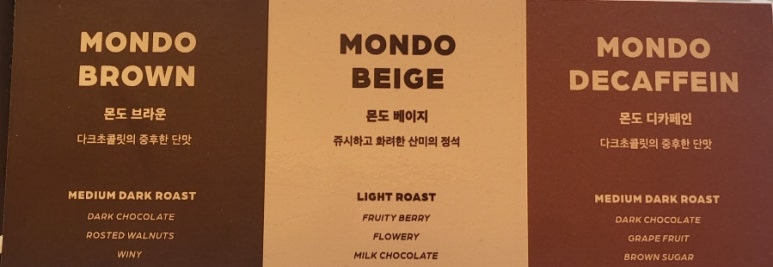 MONDO
BROWN
몬도 브라운
다크초콜릿의 중후한 단맛
MEDIUM DARK ROAST
DARK CHOCOLATE
ROSTED WALNUTS
WINY
MONDO
BEIGE
몬도 베이지
쥬시하고 화려한 산미의 정석
LIGHT ROAST
FRUITY BERRY
FLOWERY
MILK CHOCOLATE
MONDO
DECAFFEIN
몬도 디카페인
다크초콜릿의 중후한 단맛
MEDIUM DARK ROAST
DARK CHOCOLATE
GRAPE FRUIT
BROWN SUGAR